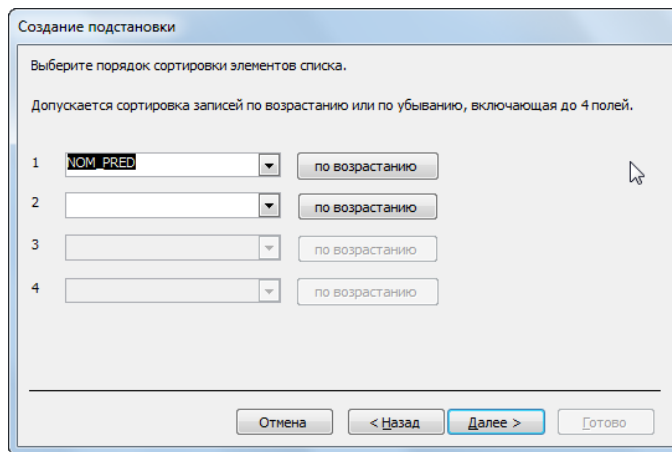 Создание подстановки
Выберите порядок сортировки элементов списка.
Допускается сортировка записей по возрастанию или по убыванию, включающая до 4 полей.
1 NOM_PRED по возрастанию
2 по возрастанию
3 по возрастанию
4 по возрастанию
Отмена < Назад Далее > Готово